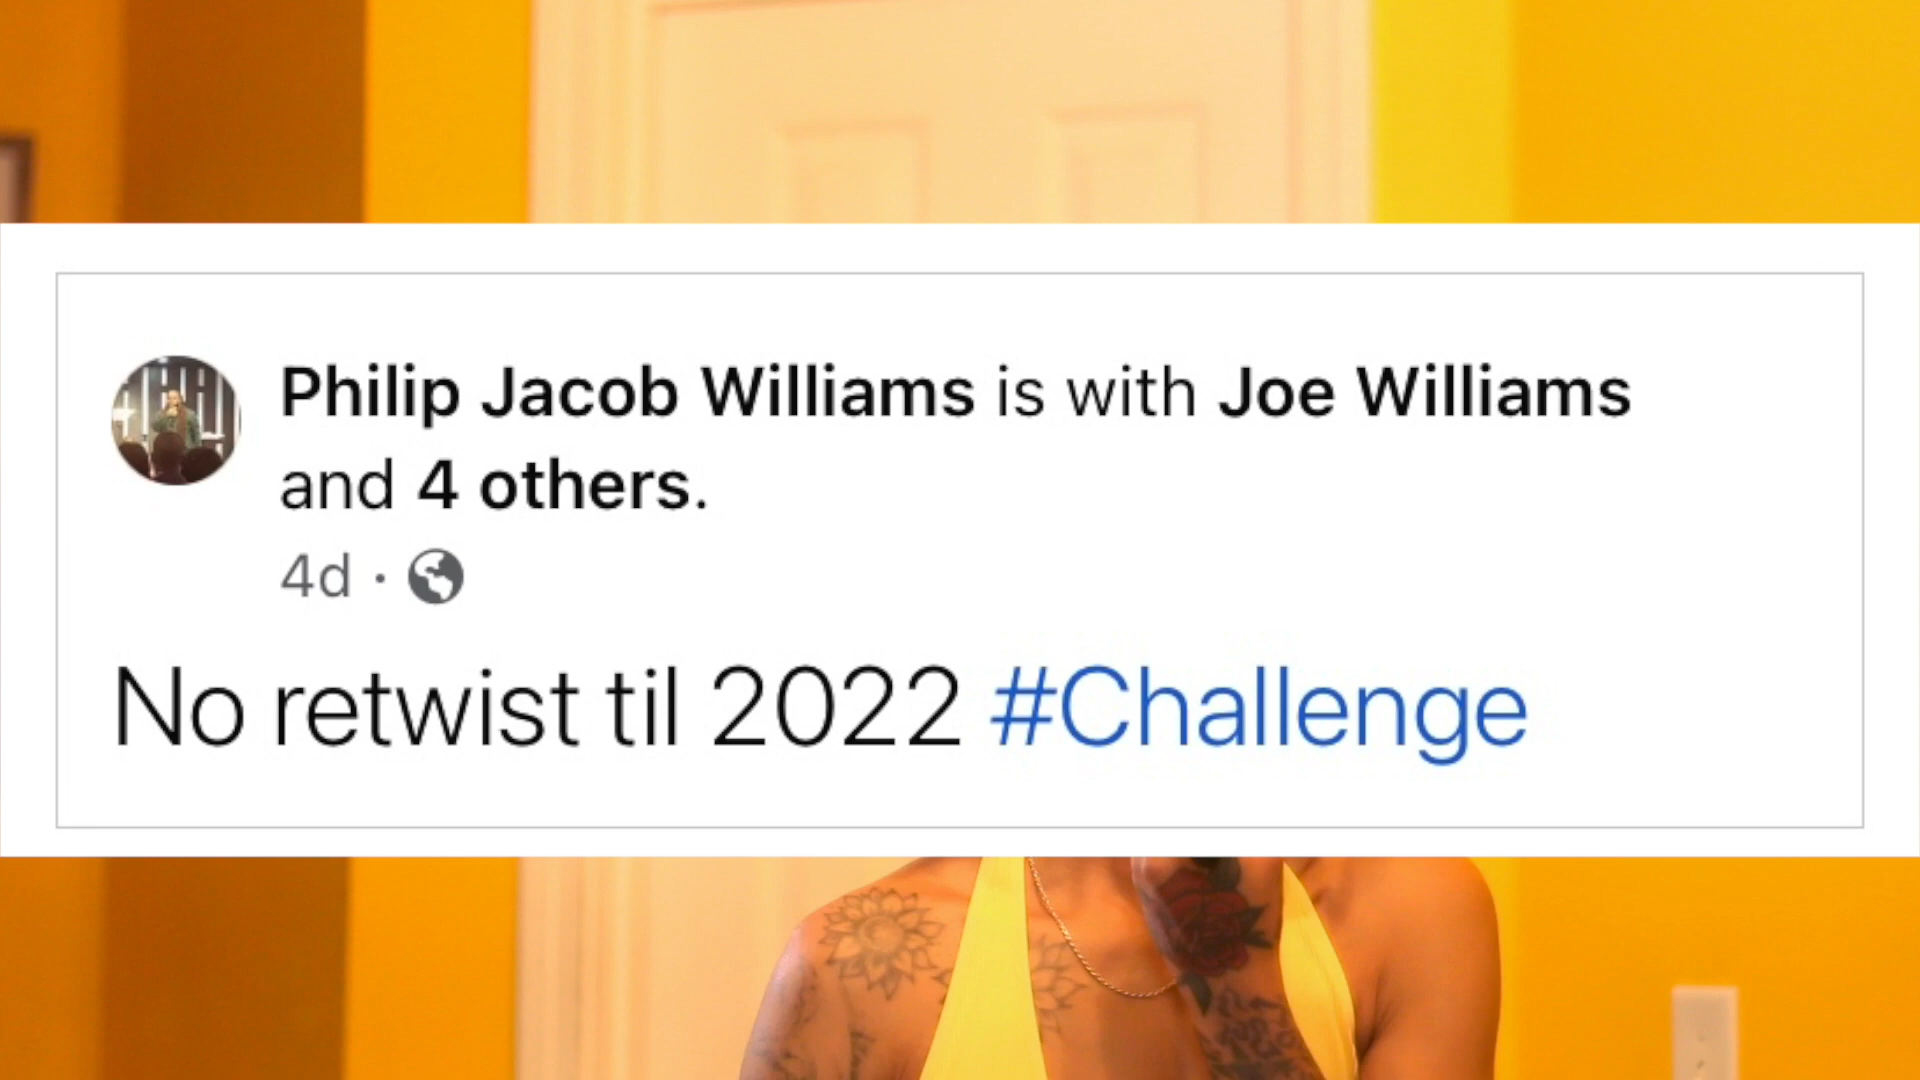 Philip Jacob Williams is with Joe Williams
and 4 others.
4d ·
No retwist til 2022 #Challenge